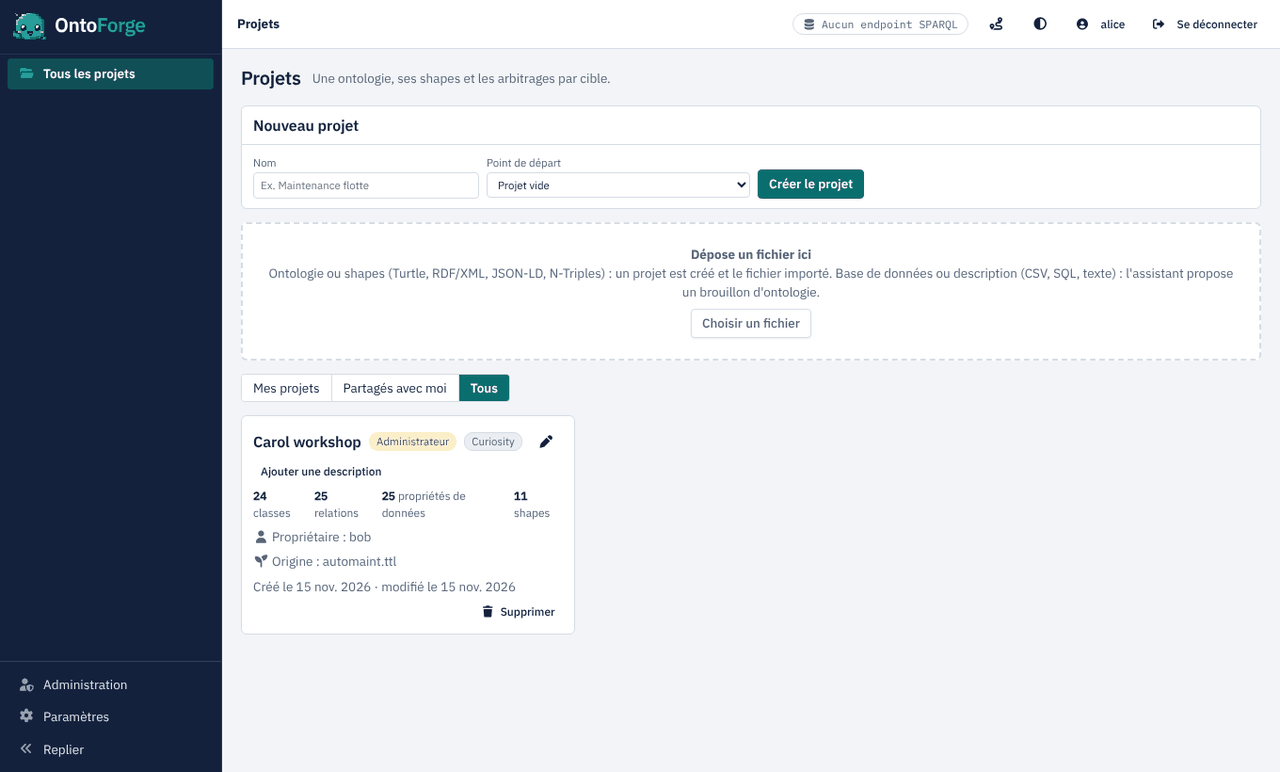 OntoForge
Projets
Aucun endpoint SPARQL
alice
Se déconnecter
Tous les projets
Projets
Une ontologie, ses shapes et les arbitrages par cible.
Nouveau projet
Nom
Point de départ
Ex. Maintenance flotte
Projet vide
Créer le projet
Dépose un fichier ici
Ontologie ou shapes (Turtle, RDF/XML, JSON-LD, N-Triples) : un projet est créé et le fichier importé. Base de données ou description (CSV, SQL, texte) : l'assistant propose
un brouillon d'ontologie.
Choisir un fichier
Mes projets
Partagés avec moi
Tous
Carol workshop
Administrateur
Curiosity
Ajouter une description
24 classes
25 relations
25 propriétés de données
11 shapes
Propriétaire : bob
Origine : automaint.ttl
Créé le 15 nov. 2026 · modifié le 15 nov. 2026
Supprimer
Administration
Paramètres
Replier